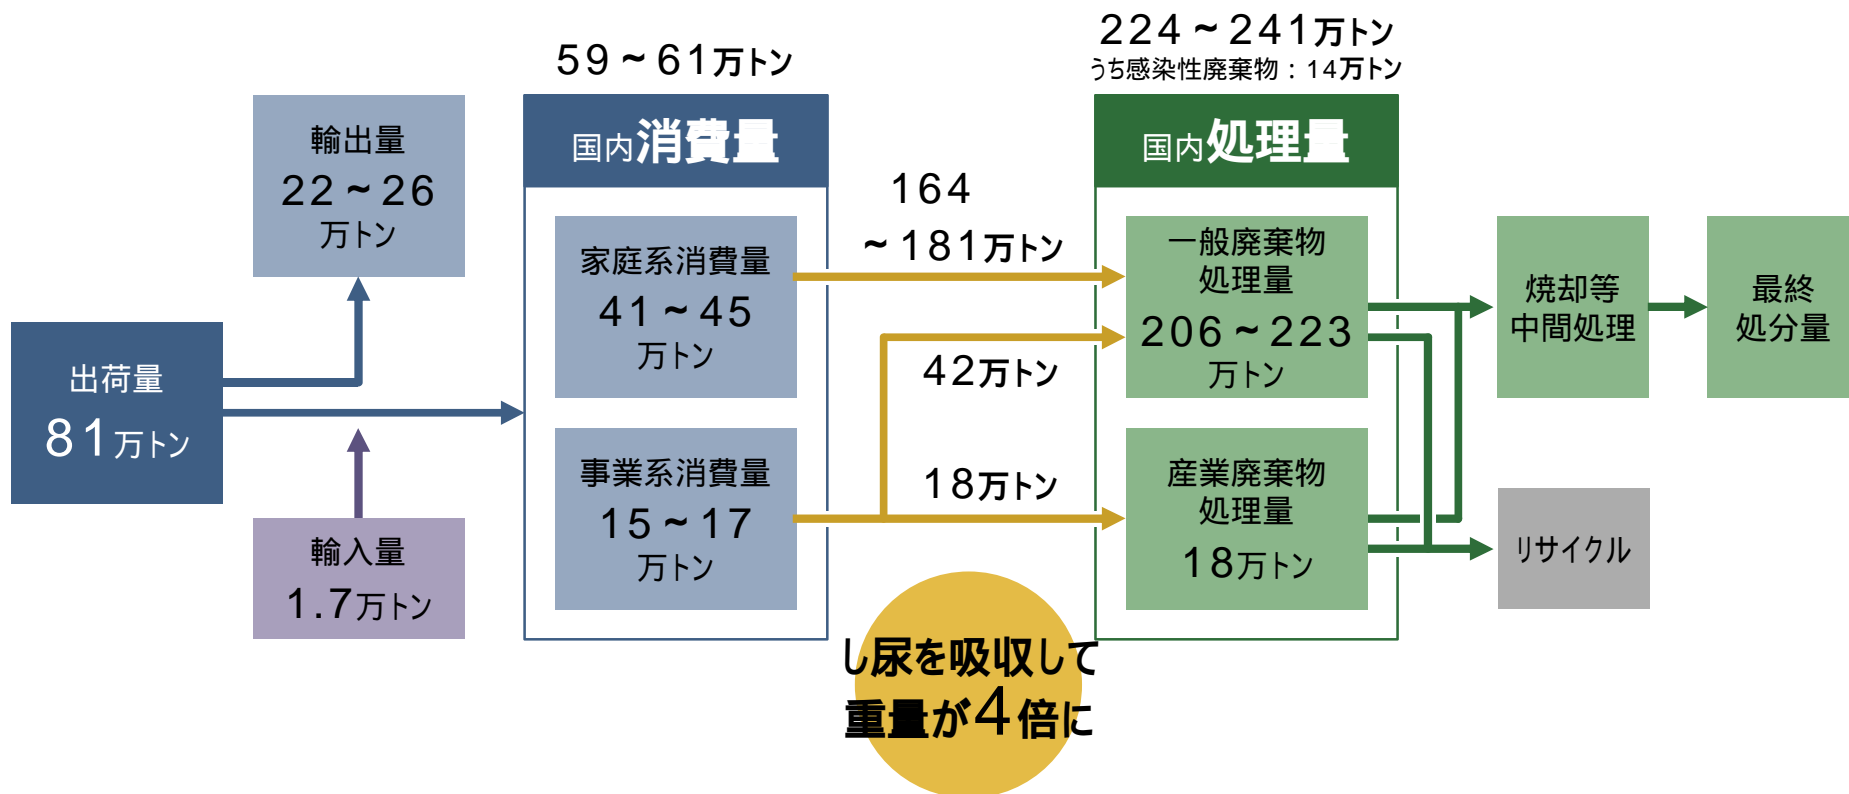 出荷量
81万トン
輸出量
22～26
万トン
輸入量
1.7万トン
59～61万トン
国内消費量
家庭系消費量
41～45
万トン
事業系消費量
15～17
万トン
164
～181万トン
42万トン
18万トン
し尿を吸収して
重量が4倍に
224～241万トン
うち感染性廃棄物：14万トン
国内処理量
一般廃棄物
処理量
206～223
万トン
産業廃棄物
処理量
18万トン
焼却等
中間処理
最終
処分量
リサイクル